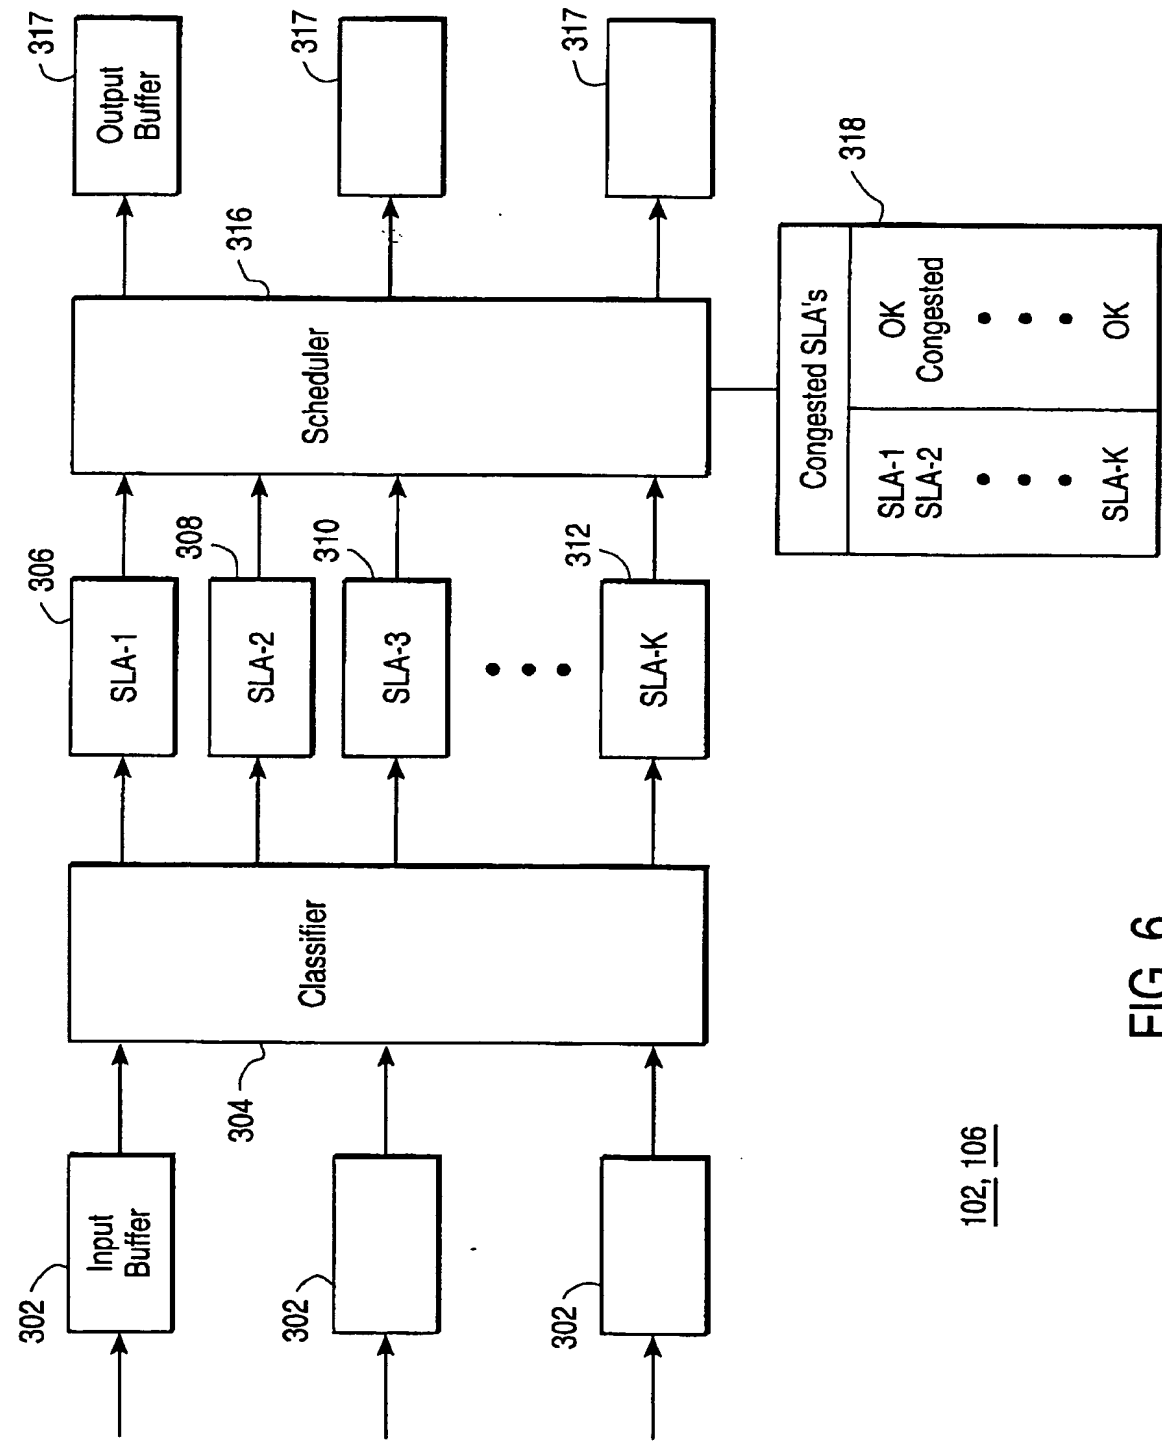 302
Input
Buffer
302
302
304
Classifier
306
SLA-1
308
SLA-2
310
SLA-3
312
SLA-K
316
Scheduler
317
Output
Buffer
317
317
318
Congested SLA's
SLA-1 OK
SLA-2 Congested
SLA-K OK
102, 106
FIG. 6